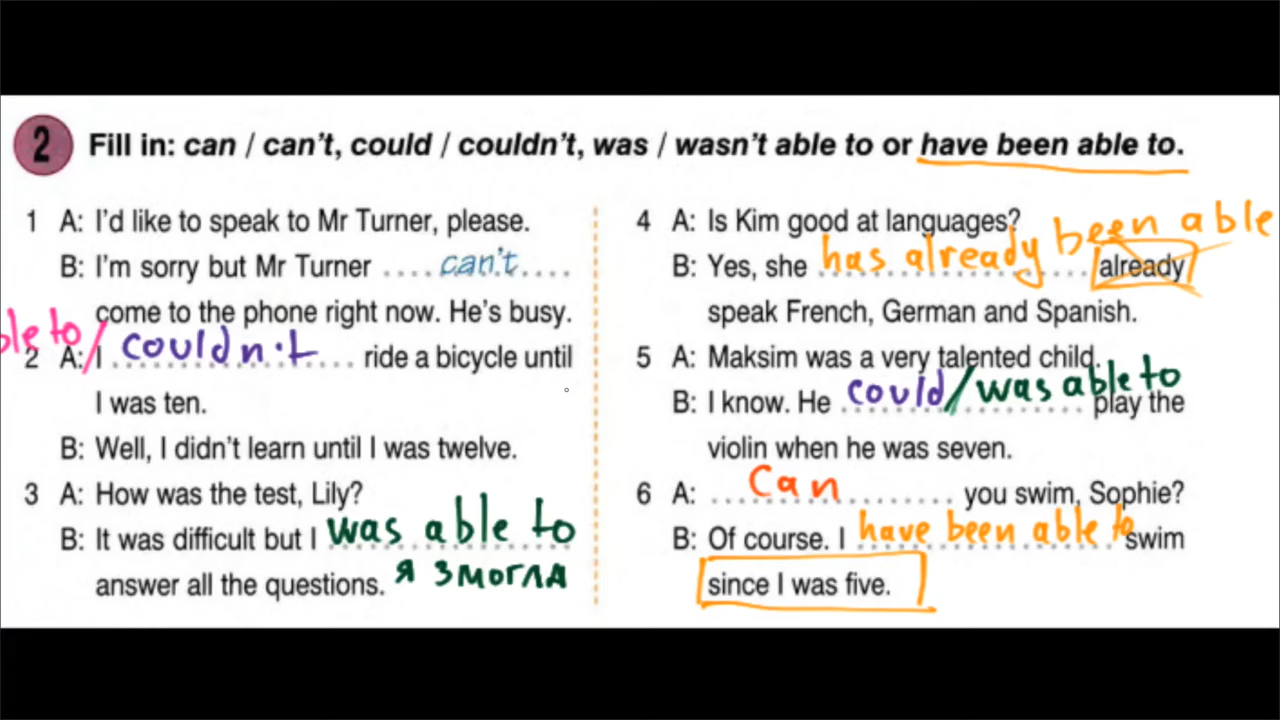 2 Fill in: can / can't, could / couldn't, was / wasn't able to or have been able to.
1 A: I'd like to speak to Mr Turner, please.
B: I'm sorry but Mr Turner .... can't ....
come to the phone right now. He's busy.
ble to/
2 A: I couldn't ... ride a bicycle until
I was ten.
B: Well, I didn't learn until I was twelve.
3 A: How was the test, Lily?
B: It was difficult but I was able to
answer all the questions. я змогла
4 A: Is Kim good at languages?
B: Yes, she has already been able already
speak French, German and Spanish.
5 A: Maksim was a very talented child.
B: I know. He could/was able to play the
violin when he was seven.
6 A: Can you swim, Sophie?
B: Of course. I have been able to swim
since I was five.